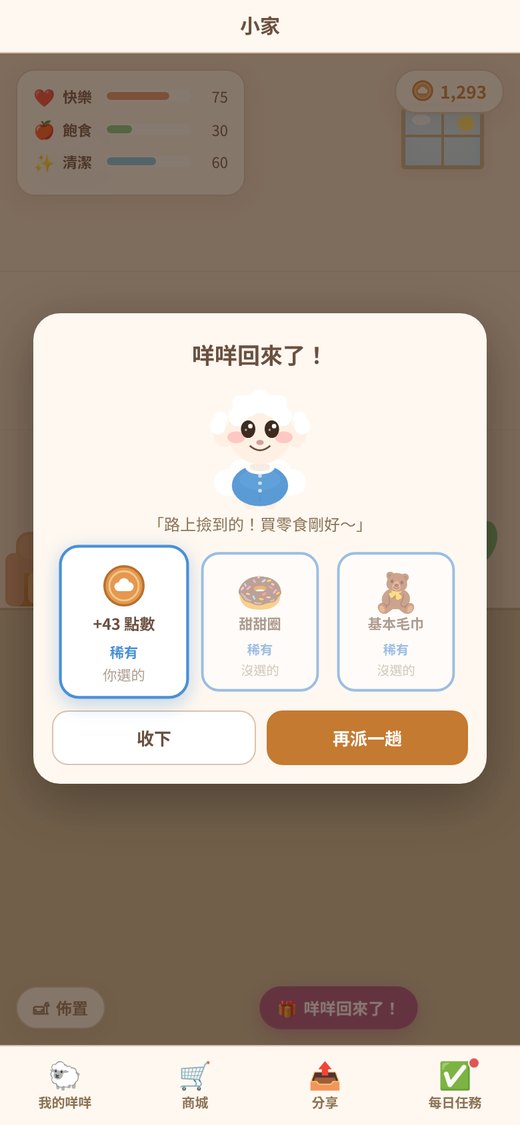 小家
快樂 75
飽食 30
清潔 60
1,293
咩咩回來了！
「路上撿到的！買零食剛好～」
+43 點數
稀有
你選的
甜甜圈
稀有
沒選的
基本毛巾
稀有
沒選的
收下
再派一趟
佈置
咩咩回來了！
我的咩咩
商城
分享
每日任務